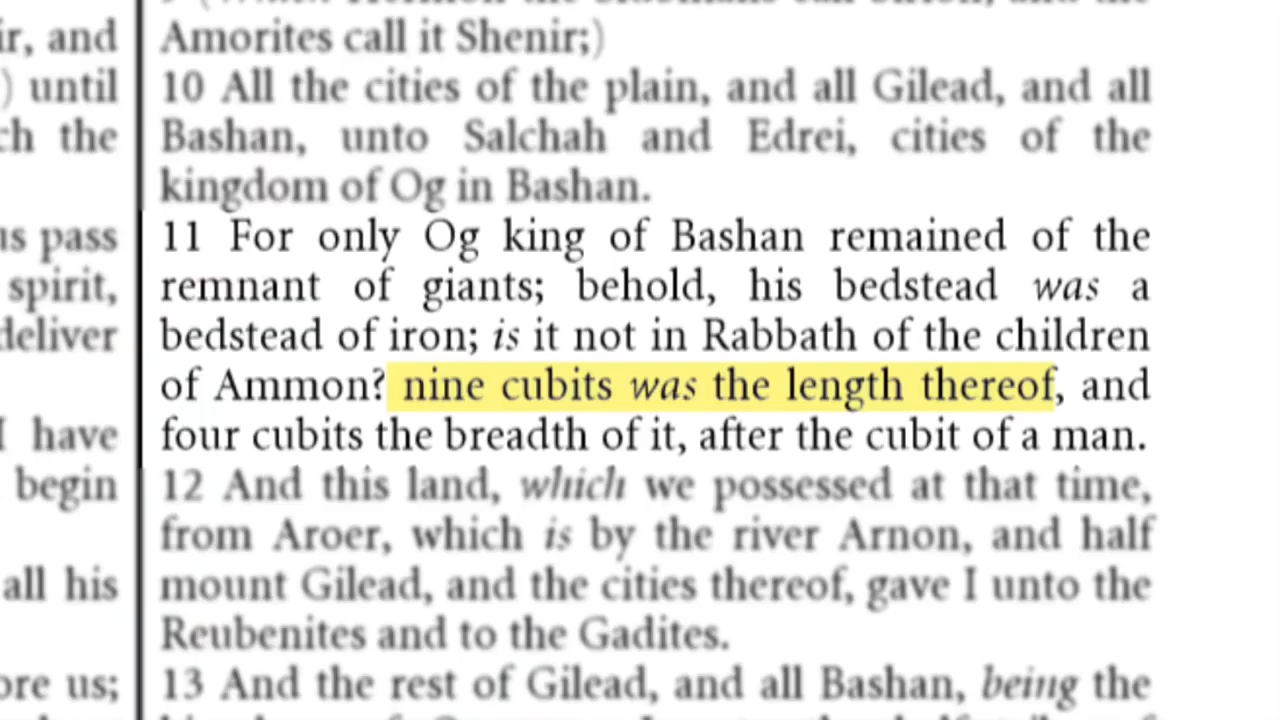 ir, and
) until
ch the
us pass
spirit,
deliver
I have
begin
all his
ore us;
Amorites call it Shenir;)
10 All the cities of the plain, and all Gilead, and all
Bashan, unto Salchah and Edrei, cities of the
kingdom of Og in Bashan.
11 For only Og king of Bashan remained of the
remnant of giants; behold, his bedstead was a
bedstead of iron; is it not in Rabbath of the children
of Ammon? nine cubits was the length thereof, and
four cubits the breadth of it, after the cubit of a man.
12 And this land, which we possessed at that time,
from Aroer, which is by the river Arnon, and half
mount Gilead, and the cities thereof, gave I unto the
Reubenites and to the Gadites.
13 And the rest of Gilead, and all Bashan, being the